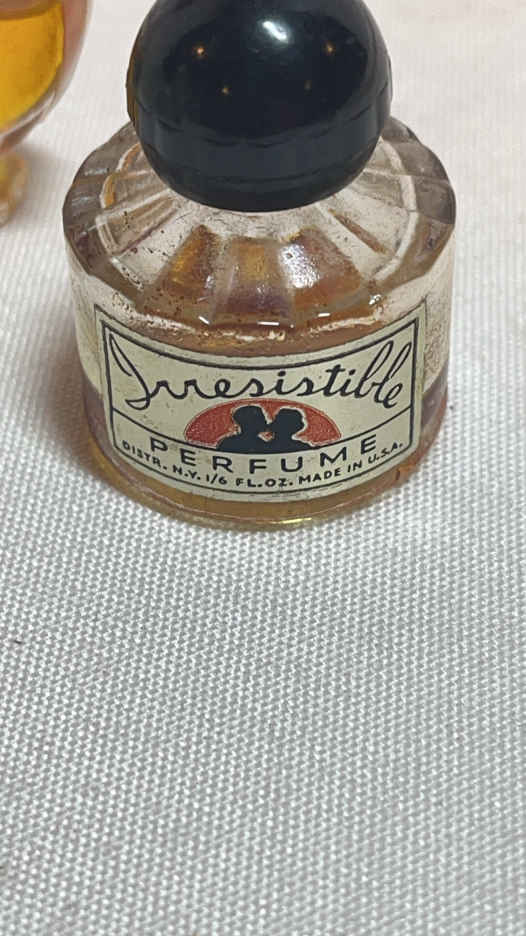 Irresistible
PERFUME
DISTR. N.Y. 1/6 FL.OZ. MADE IN U.S.A.